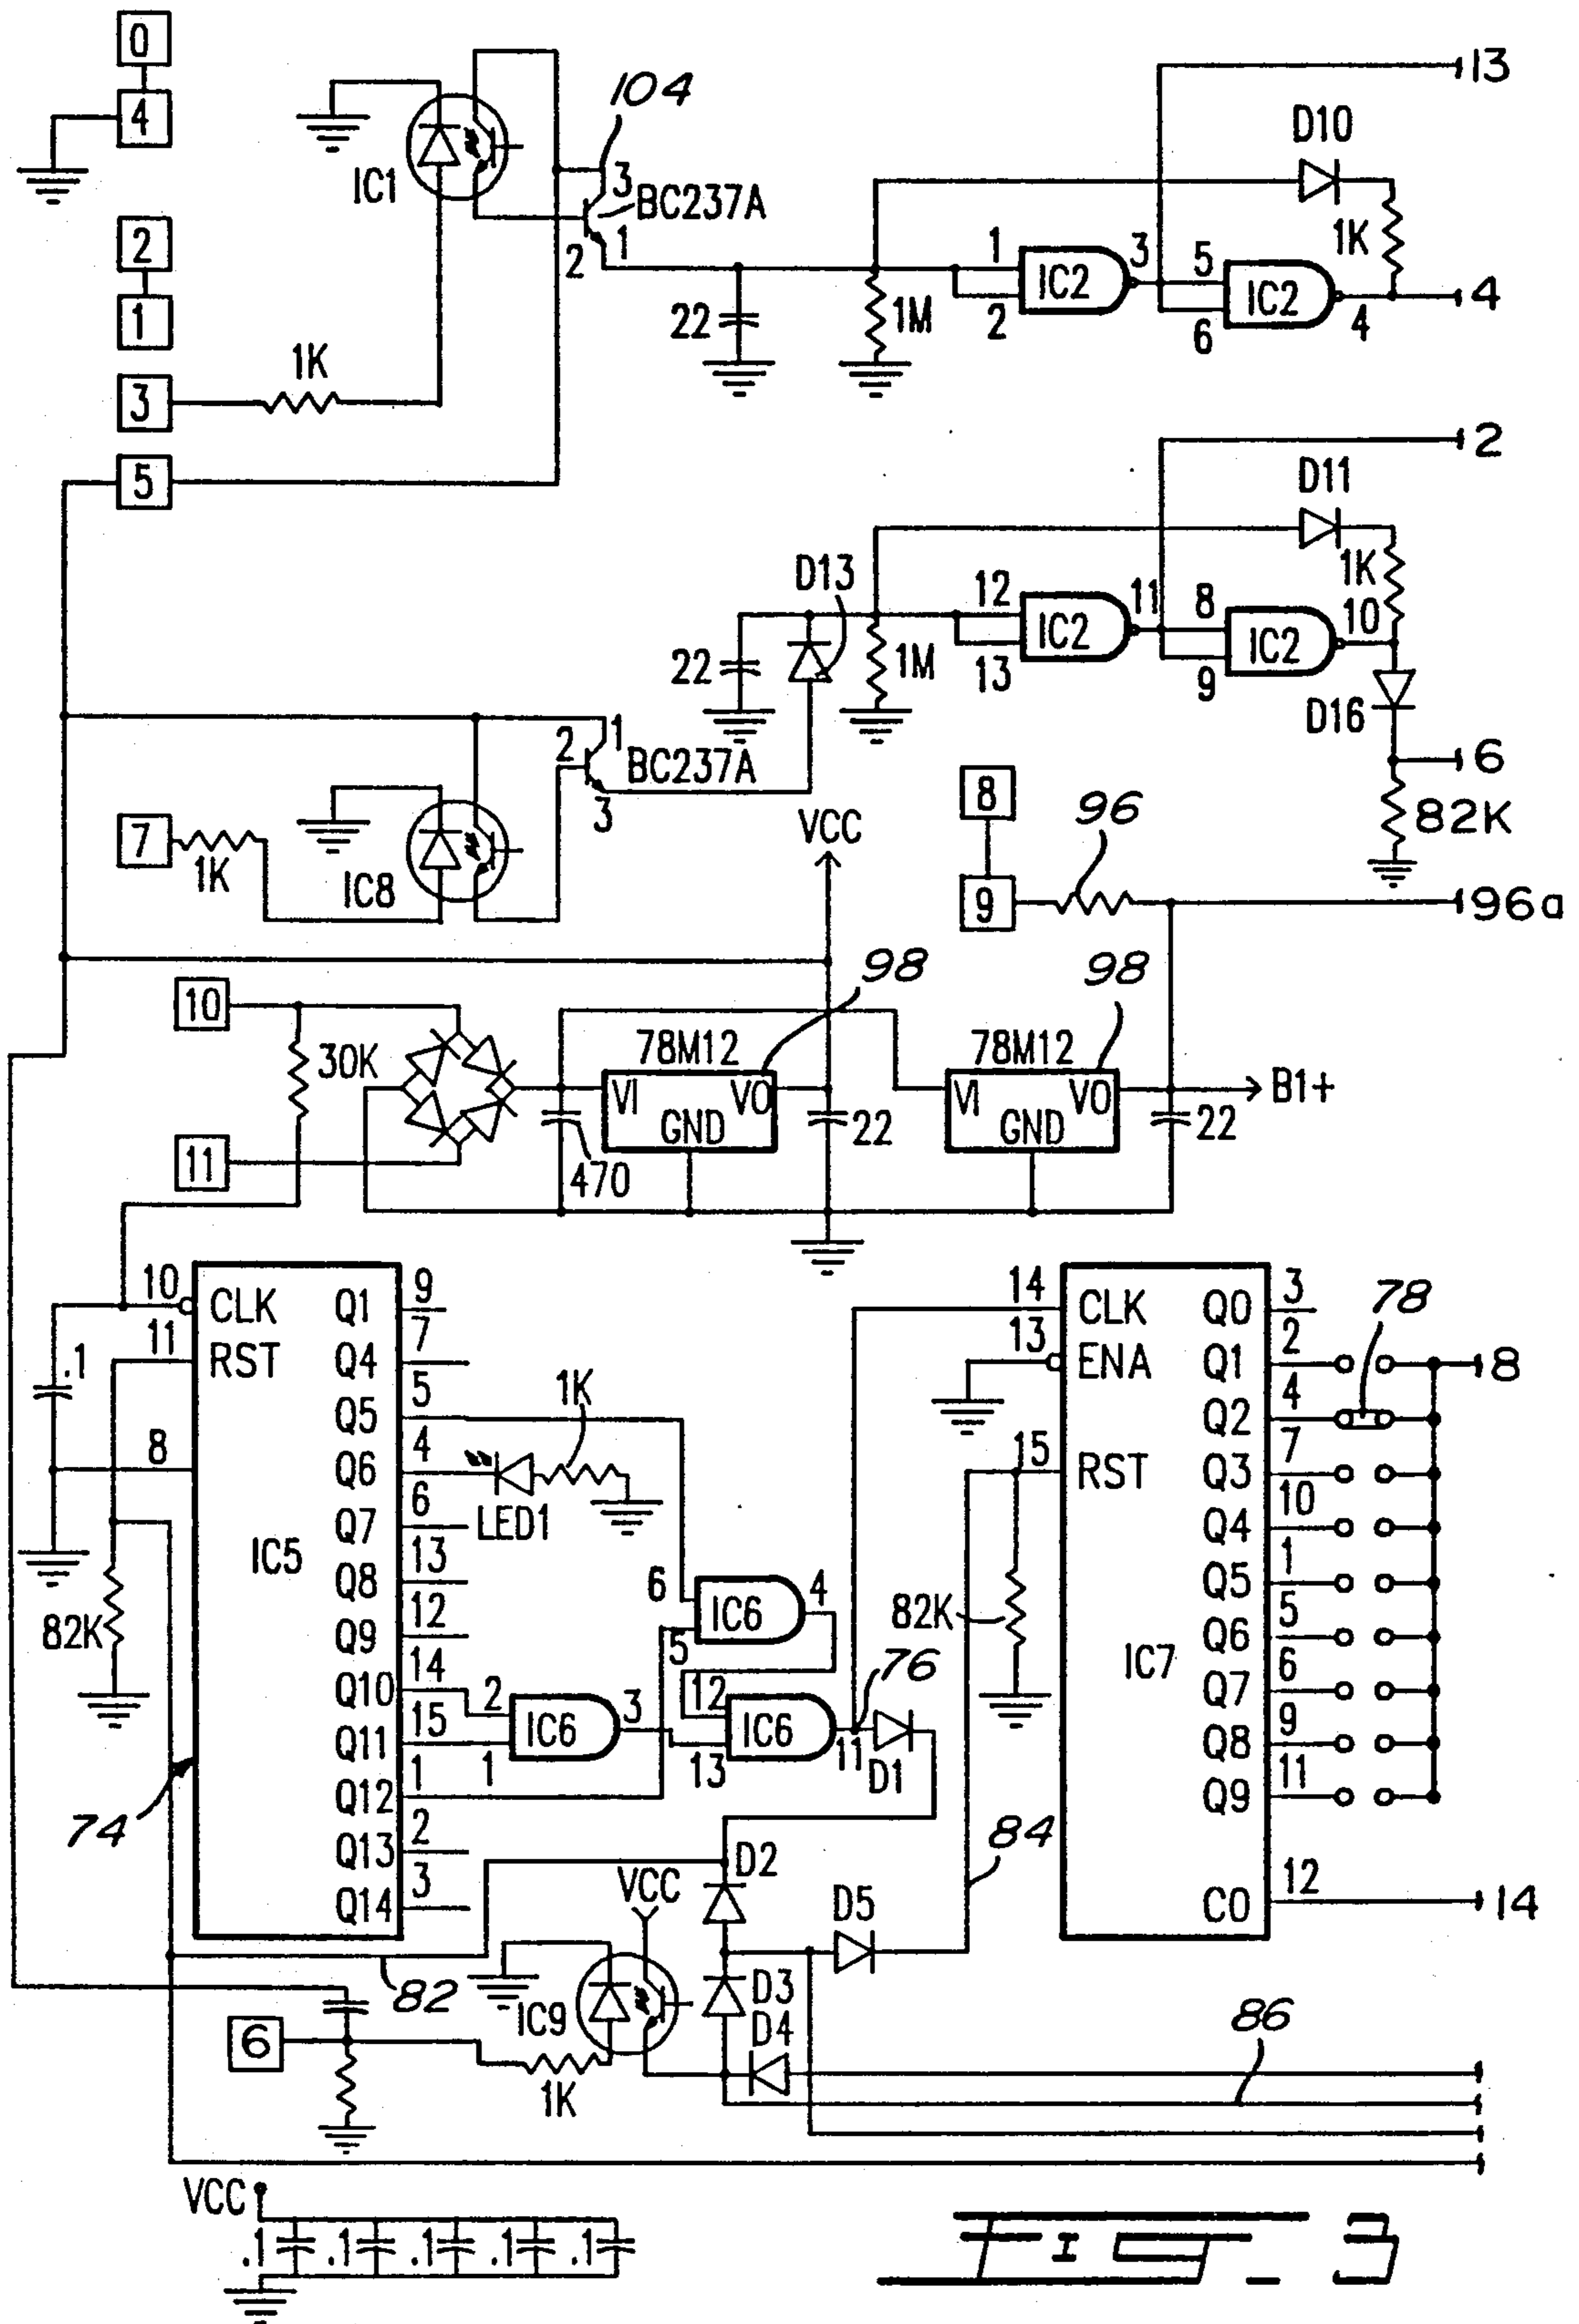 0
13
104
4
D10
IC1
3
BC237A
1K
2
2
1
1
3
5
IC2
IC2
4
22
1M
2
6
4
1
1K
3
2
5
D11
D13
1K
12
11
8
10
IC2
IC2
22
1M
13
9
D16
1
2
6
BC237A
8
96
3
VCC
82K
7
1K
IC8
9
96a
98
98
10
78M12
78M12
30K
VI
VO
VI
VO
B1+
GND
22
GND
22
11
470
10
CLK
Q1
9
14
CLK
Q0
3
78
11
7
13
2
.1
RST
Q4
ENA
Q1
8
5
1K
4
Q5
Q2
8
4
15
7
Q6
RST
Q3
6
LED1
10
Q7
Q4
IC5
13
1
Q8
6
4
Q5
82K
12
IC6
82K
5
Q9
5
Q6
14
76
IC7
6
Q10
2
3
12
Q7
15
IC6
IC6
9
Q11
1
13
11
D1
Q8
1
11
Q12
Q9
74
2
84
Q13
D2
3
VCC
D5
12
Q14
CO
14
82
IC9
D3
6
D4
86
1K
VCC
.1
.1
.1
.1
.1
FIG_3